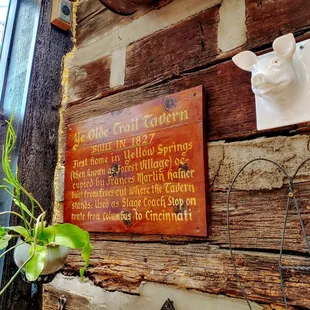 Ye Olde Trail Tavern
BUILT IN 1827
First home in Yellow Springs
(then known as Forest Village) oc-
cupied by Frances Martin Hafner
built from trees cut where the Tavern
stands, Used as Stage Coach Stop on
route from Columbus to Cincinnati